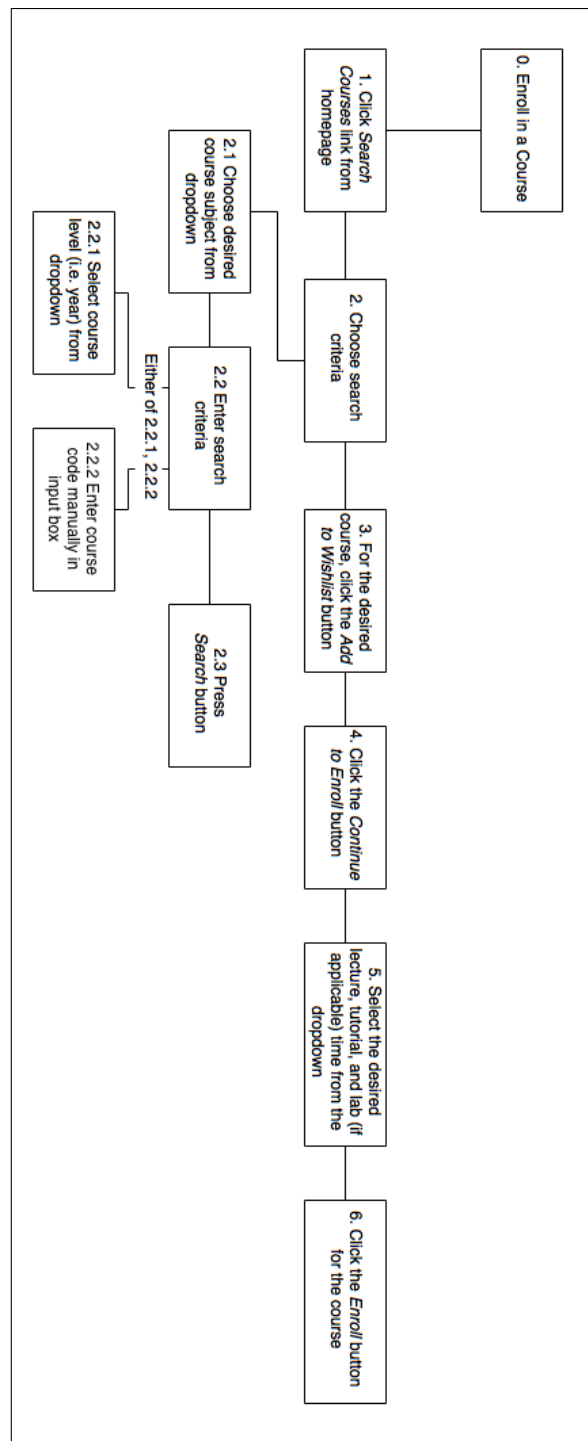 0. Enroll in a Course
1. Click Search
Courses link from
homepage
2. Choose search
criteria
3. For the desired
course, click the Add
to Wishlist button
4. Click the Continue
to Enroll button
5. Select the desired
lecture, tutorial, and lab (if
applicable) time from the
dropdown
6. Click the Enroll button
for the course
2.1 Choose desired
course subject from
dropdown
2.2 Enter search
criteria
2.3 Press
Search button
Either of 2.2.1, 2.2.2
2.2.1 Select course
level (i.e. year) from
dropdown
2.2.2 Enter course
code manually in
input box